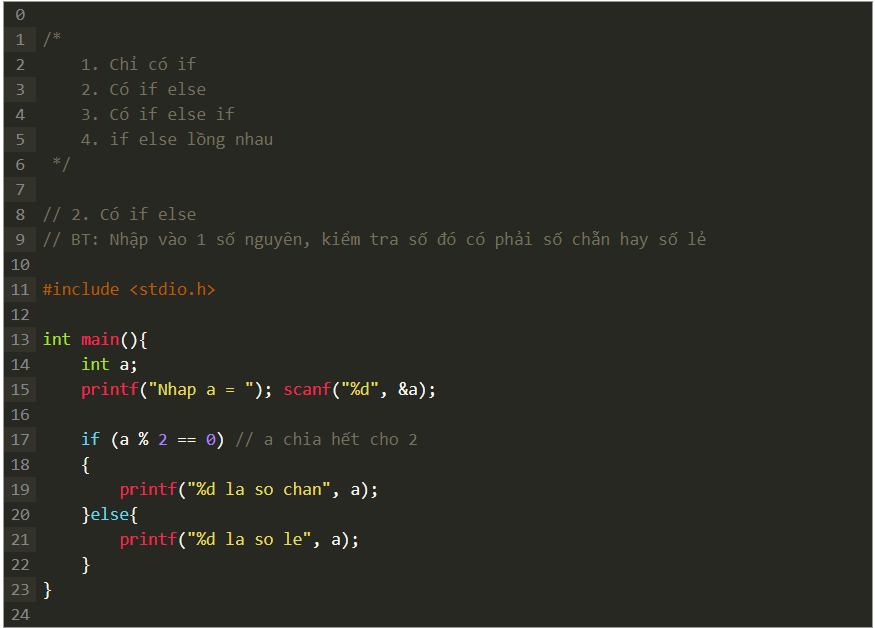 0
1 /*
2     1. Chỉ có if
3     2. Có if else
4     3. Có if else if
5     4. if else lồng nhau
6  */
7
8 // 2. Có if else
9 // BT: Nhập vào 1 số nguyên, kiểm tra số đó có phải số chẵn hay số lẻ
10
11 #include <stdio.h>
12
13 int main(){
14     int a;
15     printf("Nhap a = "); scanf("%d", &a);
16
17     if (a % 2 == 0) // a chia hết cho 2
18     {
19         printf("%d la so chan", a);
20     }else{
21         printf("%d la so le", a);
22     }
23 }
24